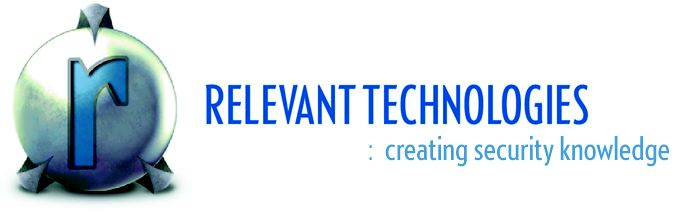 r
RELEVANT TECHNOLOGIES
: creating security knowledge